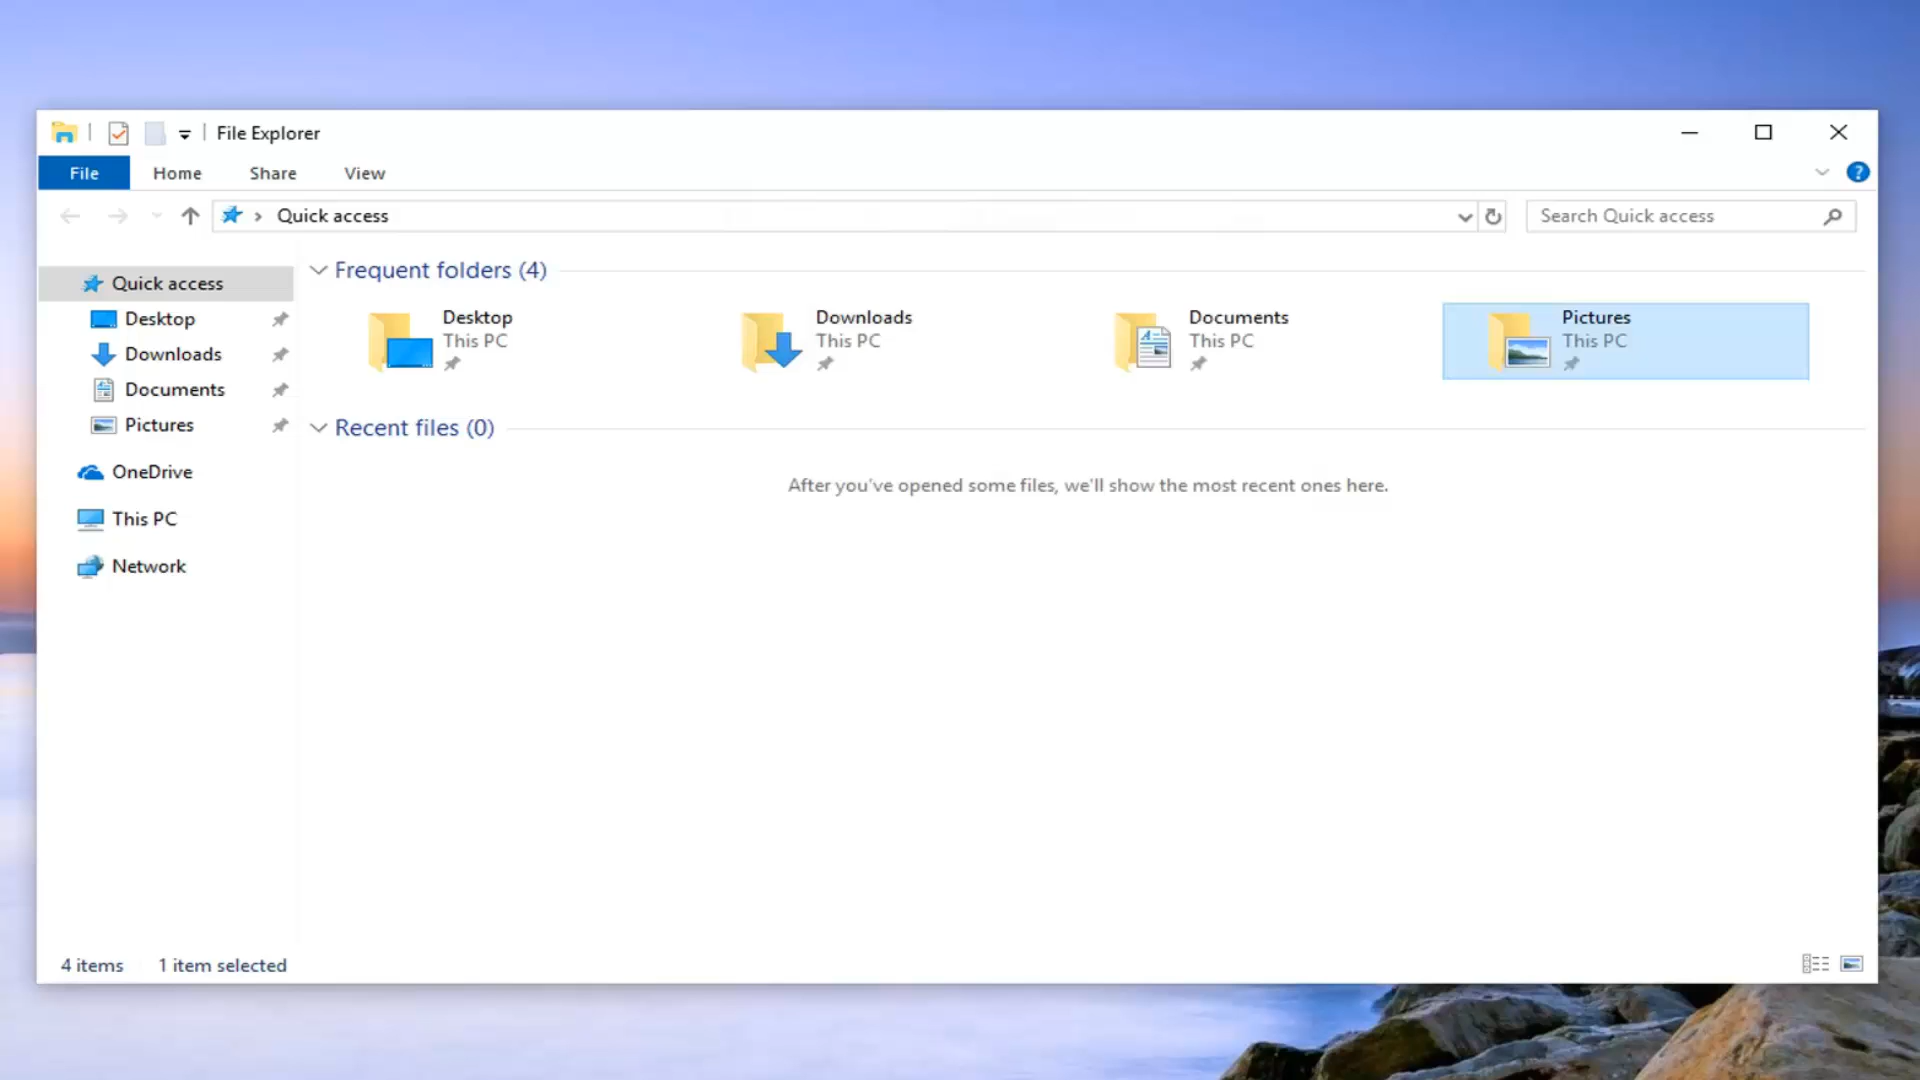 File Explorer
File Home Share View
?
Quick access
Search Quick access
Quick access
Desktop
Downloads
Documents
Pictures
OneDrive
This PC
Network
Frequent folders (4)
Desktop
This PC
Downloads
This PC
Documents
This PC
Pictures
This PC
Recent files (0)
After you've opened some files, we'll show the most recent ones here.
4 items 1 item selected